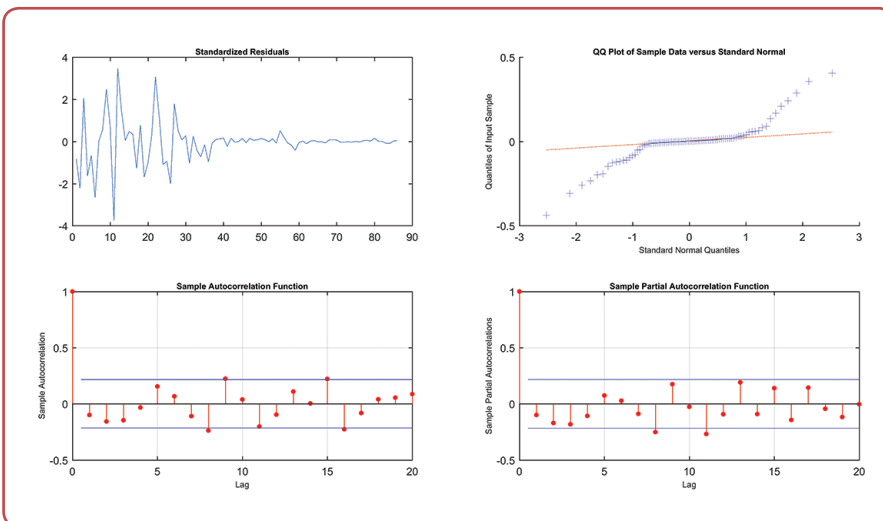 Standardized Residuals
4
2
0
-2
-4
0 10 20 30 40 50 60 70 80 90
QQ Plot of Sample Data versus Standard Normal
Quantiles of Input Sample
0.5
0
-0.5
-3 -2 -1 0 1 2 3
Standard Normal Quantiles
Sample Autocorrelation Function
Sample Autocorrelation
1
0.5
0
-0.5
0 5 10 15 20
Lag
Sample Partial Autocorrelation Function
Sample Partial Autocorrelations
1
0.5
0
-0.5
0 5 10 15 20
Lag